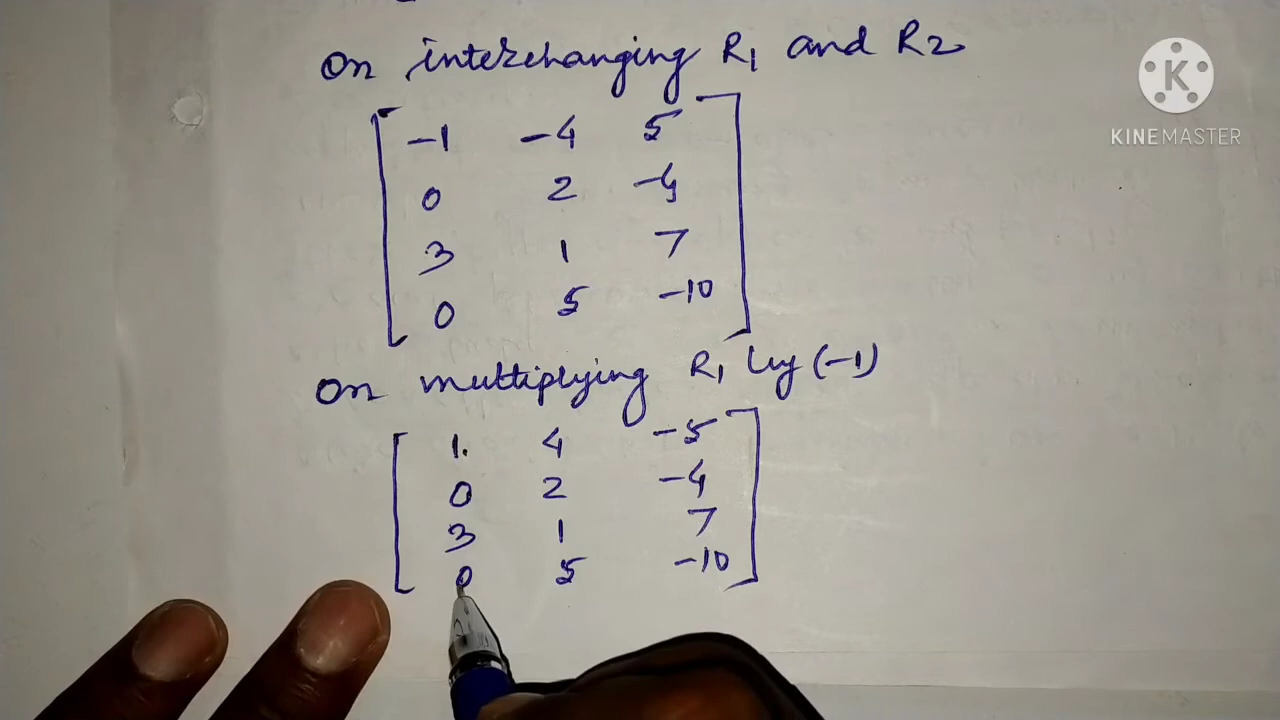 On interchanging R1 and R2
K
KINEMASTER
-1 -4 5
0 2 -4
3 1 7
0 5 -10
On multiplying R1 by (-1)
1. 4 -5
0 2 -4
3 1 7
0 5 -10